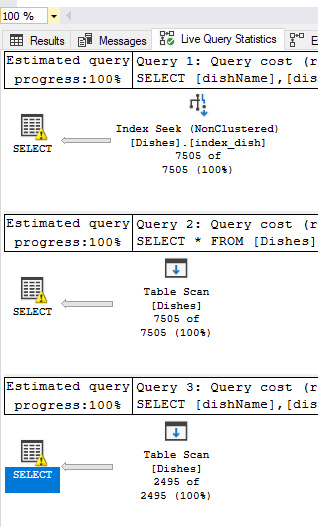 100 %
Results Messages Live Query Statistics E
Estimated query Query 1: Query cost (r
progress:100% SELECT [dishName],[dis
SELECT
Index Seek (NonClustered)
[Dishes].[index_dish]
7505 of
7505 (100%)
Estimated query Query 2: Query cost (r
progress:100% SELECT * FROM [Dishes]
SELECT
Table Scan
[Dishes]
7505 of
7505 (100%)
Estimated query Query 3: Query cost (r
progress:100% SELECT [dishName],[dis
SELECT
Table Scan
[Dishes]
2495 of
2495 (100%)